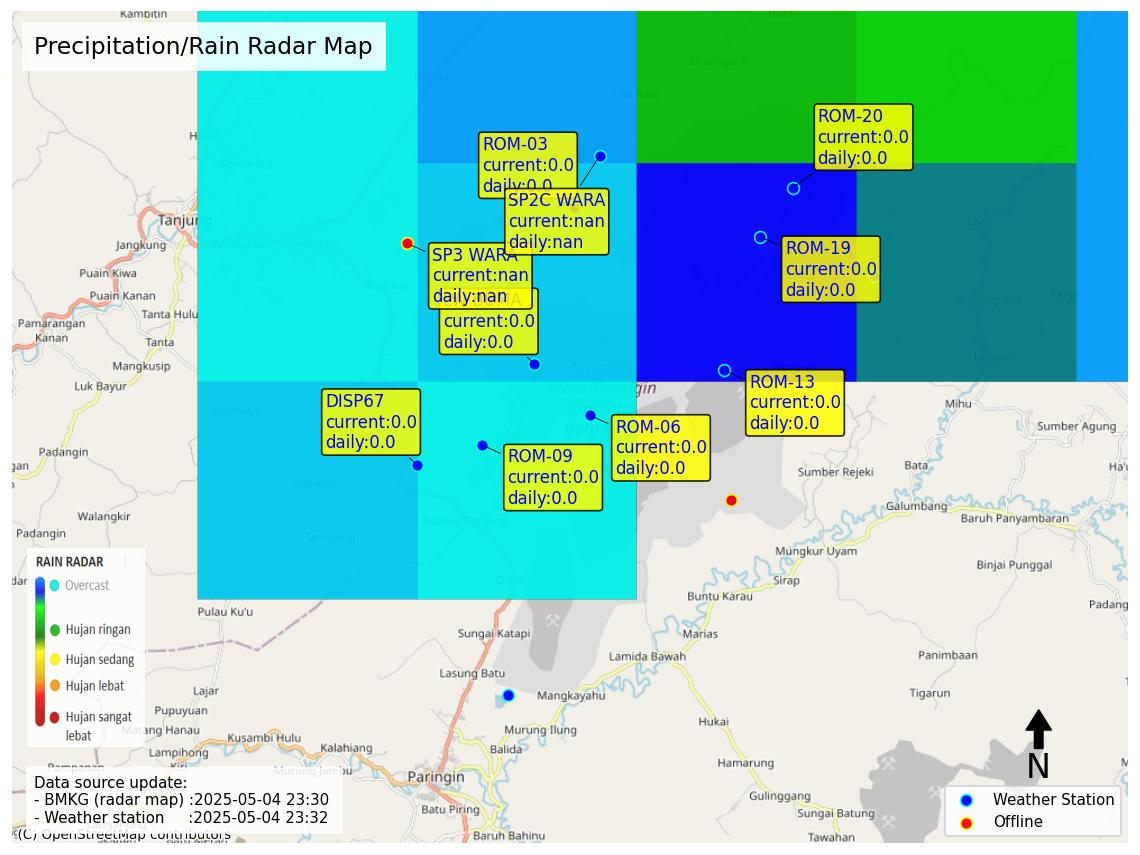 Kambitin
Precipitation/Rain Radar Map
ROM-20
current:0.0
daily:0.0
ROM-03
current:0.0
daily:0.0
SP2C WARA
current:nan
daily:nan
Tanjung
Jangkung
ROM-19
current:0.0
daily:0.0
SP3 WARA
current:nan
daily:nan
current:0.0
daily:0.0
Puain Kiwa
Puain Kanan
Tanta Hulu
Pamarangan
Kanan
Tanta
Mangkusip
Luk Bayur
ROM-13
current:0.0
daily:0.0
DISP67
current:0.0
daily:0.0
ROM-06
current:0.0
daily:0.0
ROM-09
current:0.0
daily:0.0
Mihu
Sumber Agung
Padangin
Bata
Sumber Rejeki
Galumbang
Baruh Panyambaran
Walangkir
Padangin
Mungkur Uyam
Binjai Punggal
Sirap
Buntu Karau
Padang
RAIN RADAR
Overcast
Hujan ringan
Hujan sedang
Hujan lebat
Hujan sangat
lebat
Pulau Ku'u
Sungai Katapi
Marias
Lamida Bawah
Panimbaan
Lasung Batu
Lajar
Mangkayahu
Tigarun
Pupuyuan
Matang Hanau
Murung Ilung
Hukai
Kusambi Hulu
Lampihong
Kalahiang
Balida
Hamarung
Murung Jambu
Paringin
Gulinggang
Batu Piring
Sungai Batung
Baruh Bahinu
Tawahan
N
Data source update:
- BMKG (radar map) :2025-05-04 23:30
- Weather station :2025-05-04 23:32
(C) OpenStreetMap contributors
Weather Station
Offline